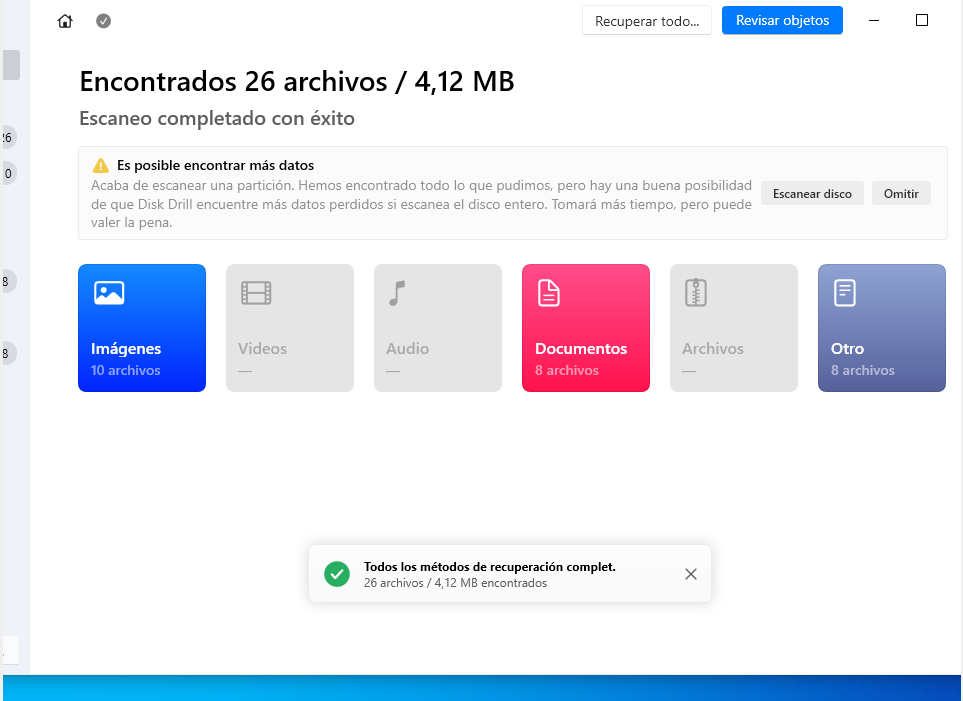 Recuperar todo...
Revisar objetos
Encontrados 26 archivos / 4,12 MB
Escaneo completado con éxito
Es posible encontrar más datos
Acaba de escanear una partición. Hemos encontrado todo lo que pudimos, pero hay una buena posibilidad
de que Disk Drill encuentre más datos perdidos si escanea el disco entero. Tomará más tiempo, pero puede
valer la pena.
Escanear disco
Omitir
26
0
8
8
Imágenes
10 archivos
Videos
—
Audio
—
Documentos
8 archivos
Archivos
—
Otro
8 archivos
Todos los métodos de recuperación complet.
26 archivos / 4,12 MB encontrados